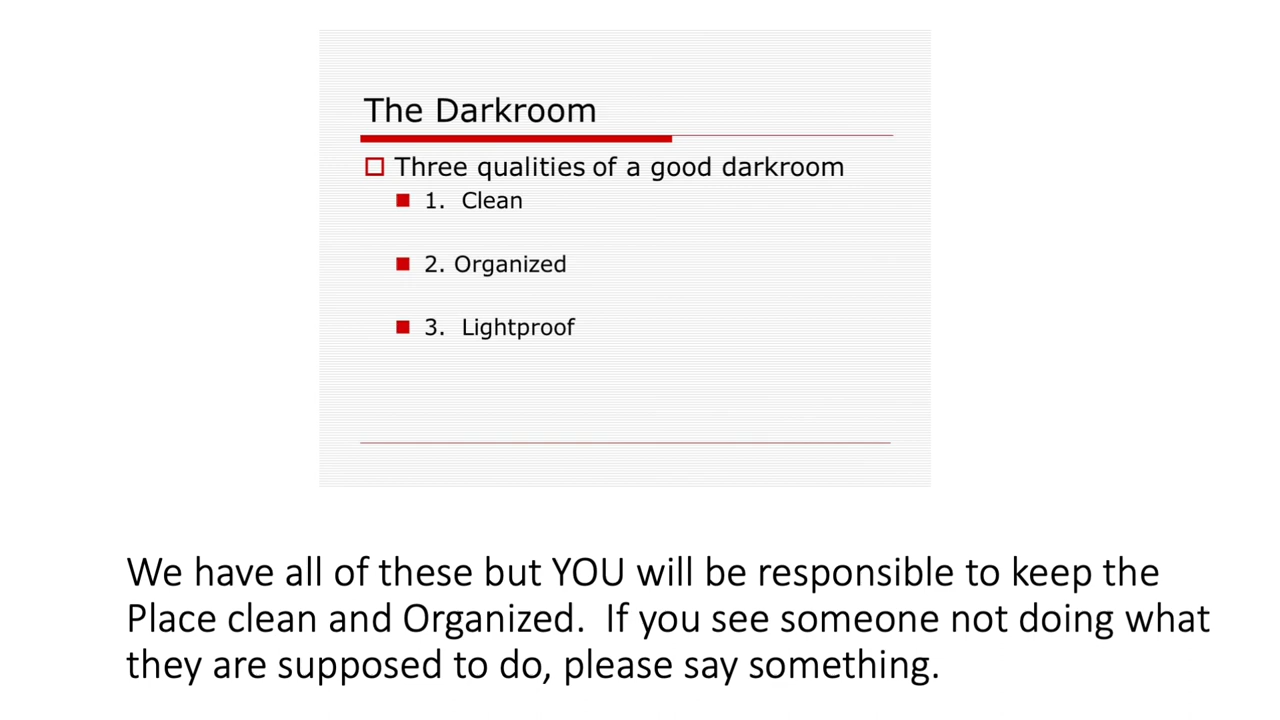 The Darkroom
Three qualities of a good darkroom
1. Clean
2. Organized
3. Lightproof
We have all of these but YOU will be responsible to keep the
Place clean and Organized. If you see someone not doing what
they are supposed to do, please say something.